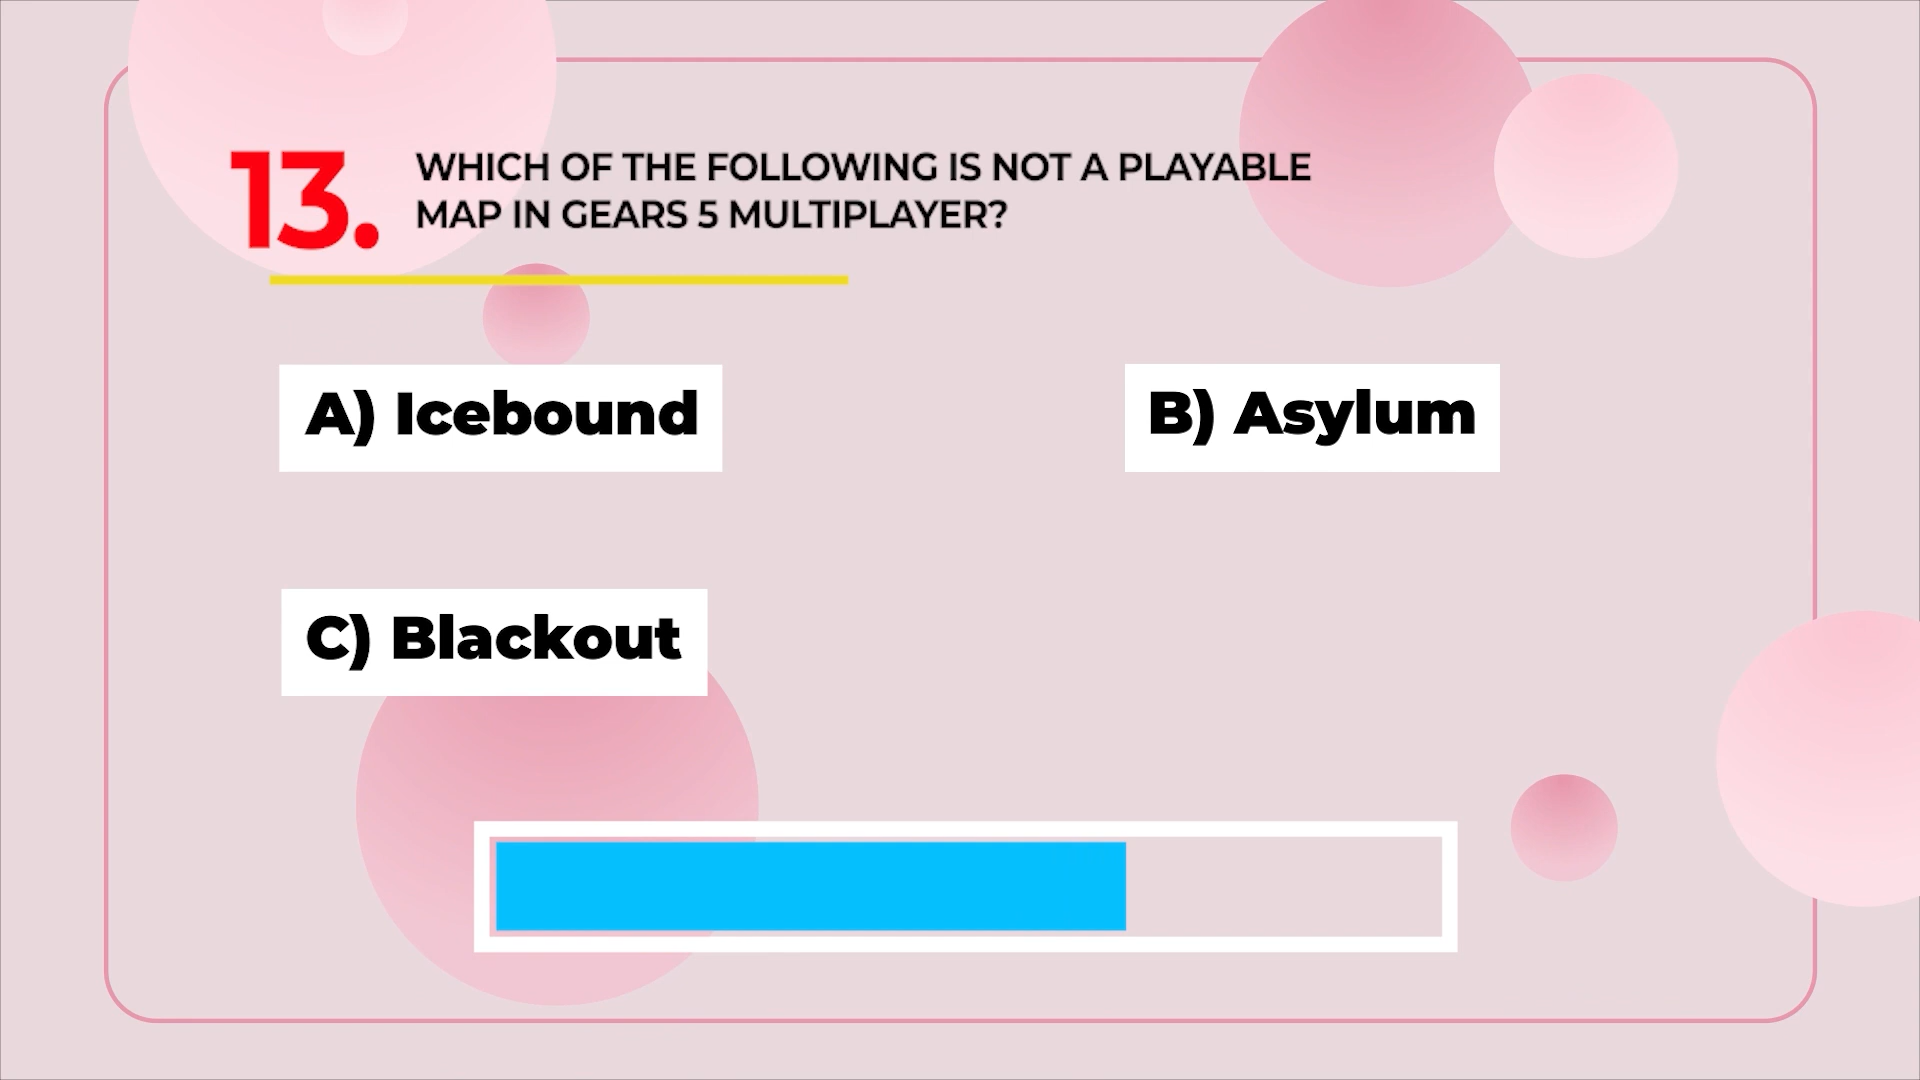 13.
WHICH OF THE FOLLOWING IS NOT A PLAYABLE
MAP IN GEARS 5 MULTIPLAYER?
A) Icebound
B) Asylum
C) Blackout